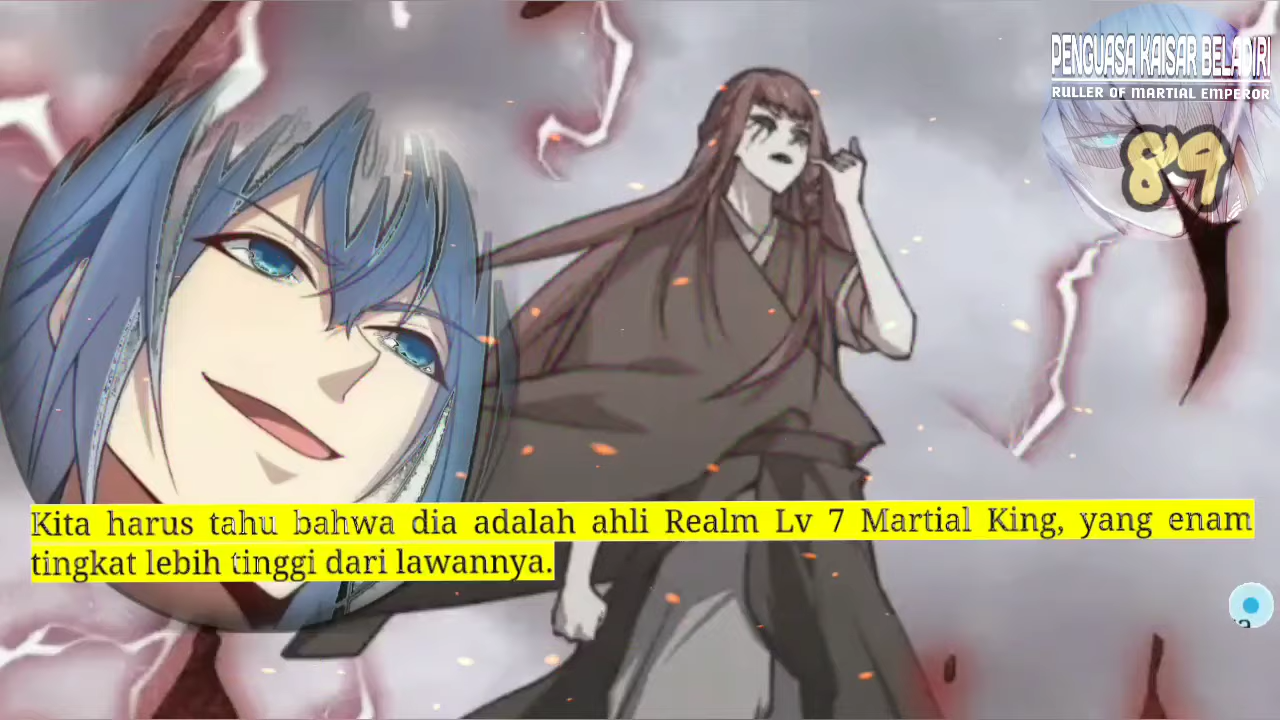 PENGUASA KAISAR BELADIRI
RULLER OF MARTIAL EMPEROR
89
Kita harus tahu bahwa dia adalah ahli Realm Lv 7 Martial King, yang enam
tingkat lebih tinggi dari lawannya.